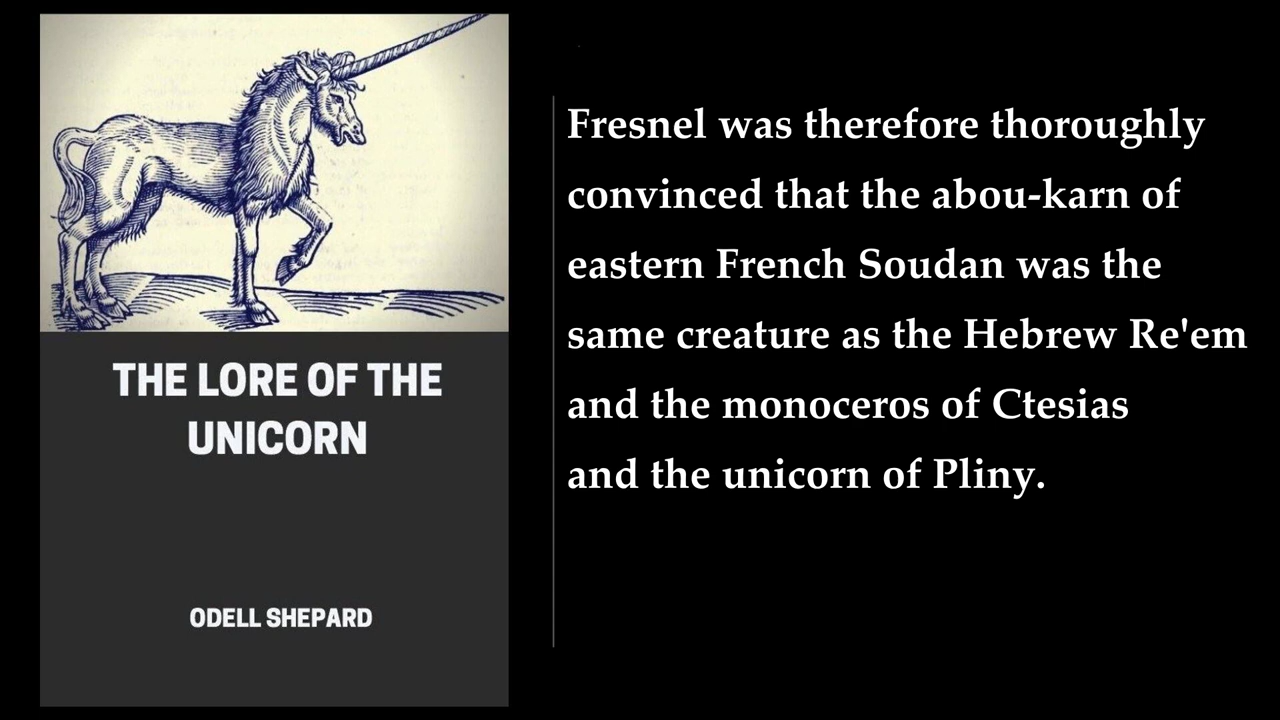 THE LORE OF THE
UNICORN
ODELL SHEPARD
Fresnel was therefore thoroughly
convinced that the abou-karn of
eastern French Soudan was the
same creature as the Hebrew Re'em
and the monoceros of Ctesias
and the unicorn of Pliny.